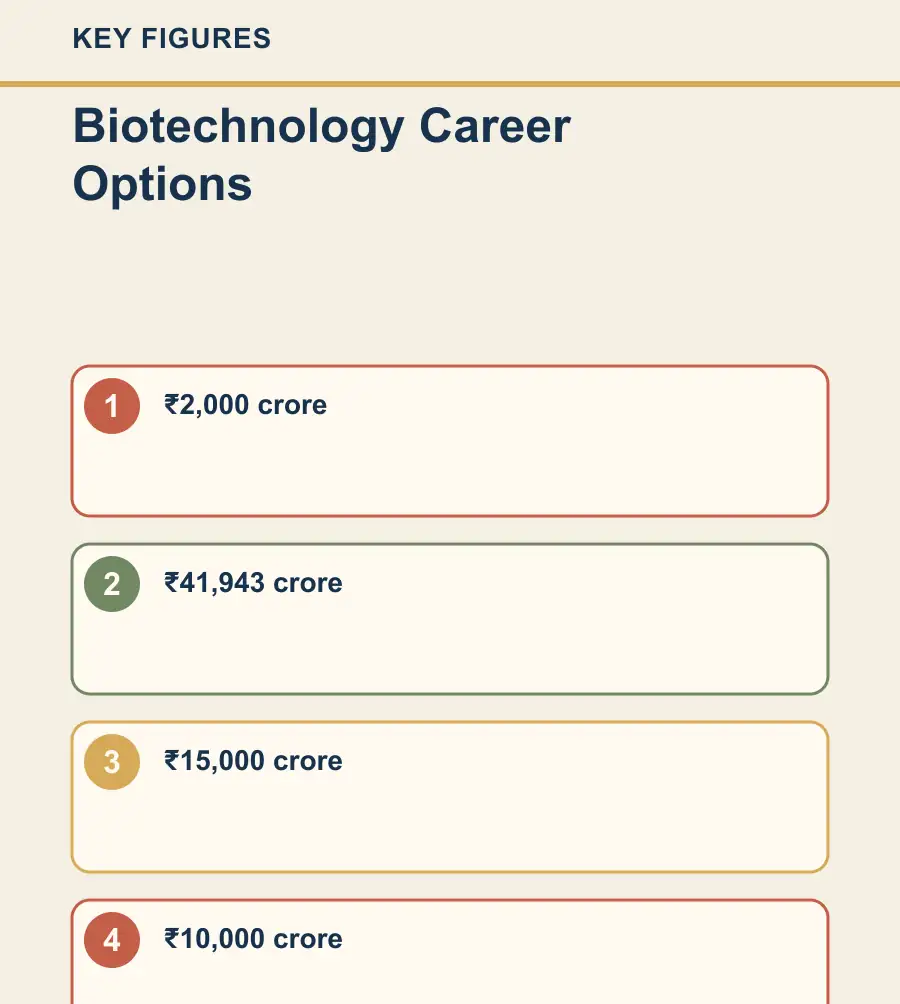 KEY FIGURES
Biotechnology Career
Options
1 ₹2,000 crore
2 ₹41,943 crore
3 ₹15,000 crore
4 ₹10,000 crore